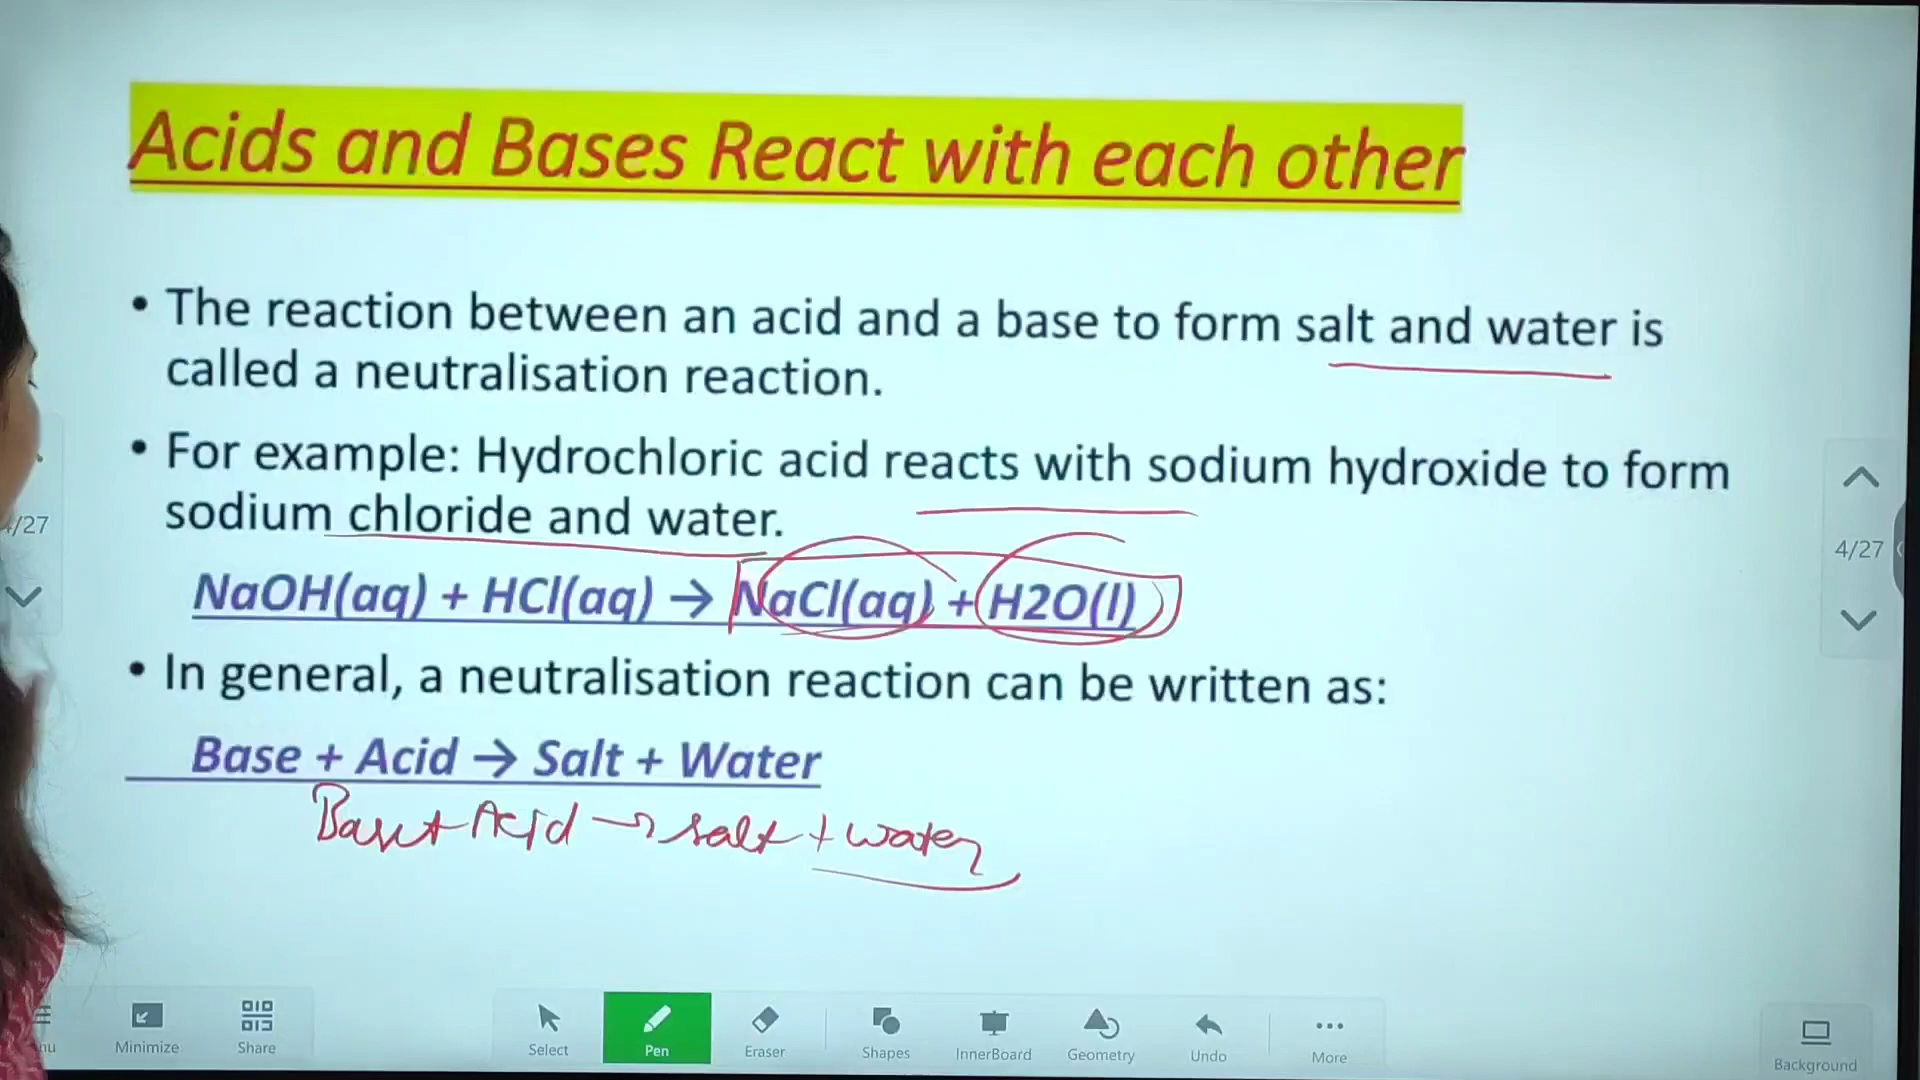 Acids and Bases React with each other
• The reaction between an acid and a base to form salt and water is
called a neutralisation reaction.
• For example: Hydrochloric acid reacts with sodium hydroxide to form
sodium chloride and water.
NaOH(aq) + HCl(aq) → NaCl(aq) + H2O(l)
• In general, a neutralisation reaction can be written as:
Base + Acid → Salt + Water
Base + Acid → salt + water
/27
4/27
Minimize
Share
Select
Pen
Eraser
Shapes
InnerBoard
Geometry
Undo
More
Background